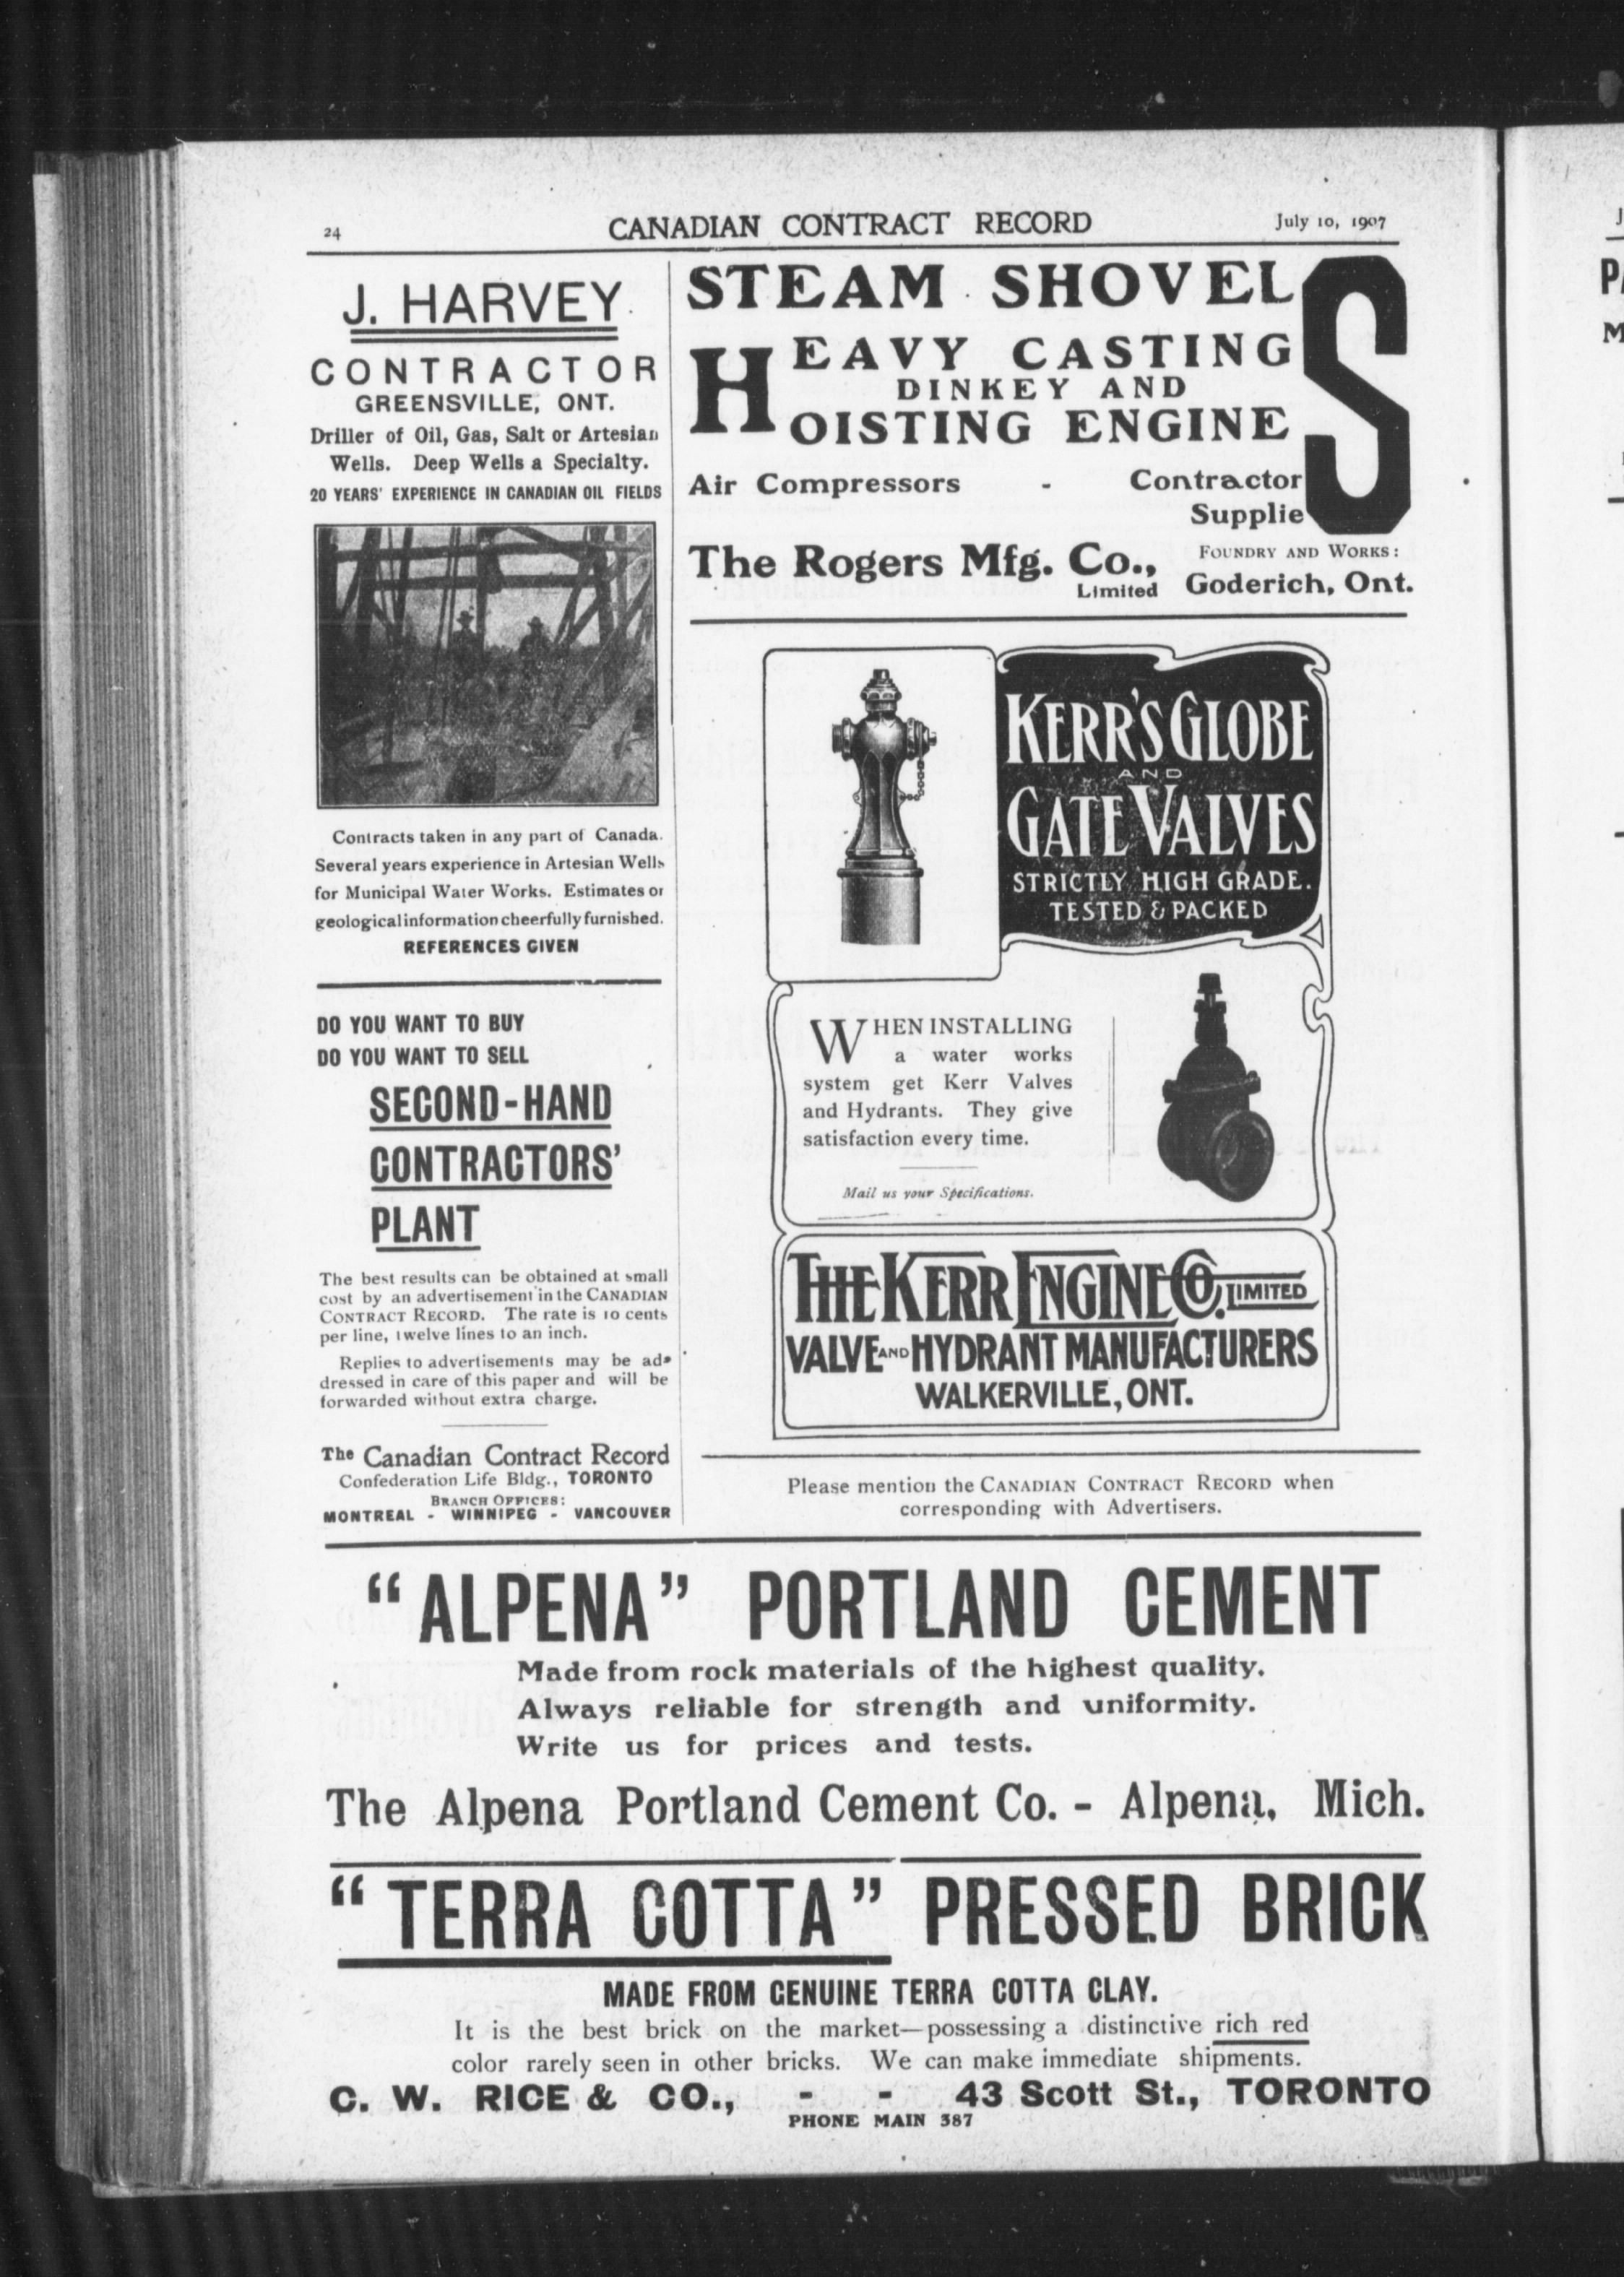 24
CANADIAN CONTRACT RECORD
July 10, 1907
J. HARVEY
CONTRACTOR
GREENSVILLE, ONT.
Driller of Oil, Gas, Salt or Artesian
Wells. Deep Wells a Specialty.
20 YEARS' EXPERIENCE IN CANADIAN OIL FIELDS
Contracts taken in any part of Canada.
Several years experience in Artesian Wells
for Municipal Water Works. Estimates or
geological information cheerfully furnished.
REFERENCES GIVEN
DO YOU WANT TO BUY
DO YOU WANT TO SELL
SECOND-HAND
CONTRACTORS'
PLANT
The best results can be obtained at small
cost by an advertisement in the CANADIAN
CONTRACT RECORD. The rate is 10 cents
per line, twelve lines to an inch.
Replies to advertisements may be ad-
dressed in care of this paper and will be
forwarded without extra charge.
The Canadian Contract Record
Confederation Life Bldg., TORONTO
BRANCH OFFICES:
MONTREAL - WINNIPEG - VANCOUVER
STEAM SHOVELS
HEAVY CASTING
DINKEY AND
HOISTING ENGINE
Air Compressors - Contractor
Supplie
The Rogers Mfg. Co.,
Limited
FOUNDRY AND WORKS:
Goderich, Ont.
KERR'S GLOBE
AND
GATE VALVES
STRICTLY HIGH GRADE.
TESTED & PACKED
WHEN INSTALLING
a water works
system get Kerr Valves
and Hydrants. They give
satisfaction every time.
Mail us your Specifications.
THE KERR ENGINE CO. LIMITED
VALVE AND HYDRANT MANUFACTURERS
WALKERVILLE, ONT.
Please mention the CANADIAN CONTRACT RECORD when
corresponding with Advertisers.
"ALPENA" PORTLAND CEMENT
Made from rock materials of the highest quality.
Always reliable for strength and uniformity.
Write us for prices and tests.
The Alpena Portland Cement Co. - Alpena, Mich.
"TERRA COTTA" PRESSED BRICK
MADE FROM GENUINE TERRA COTTA CLAY.
It is the best brick on the market—possessing a distinctive rich red
color rarely seen in other bricks. We can make immediate shipments.
C. W. RICE & CO., - - 43 Scott St., TORONTO
PHONE MAIN 387